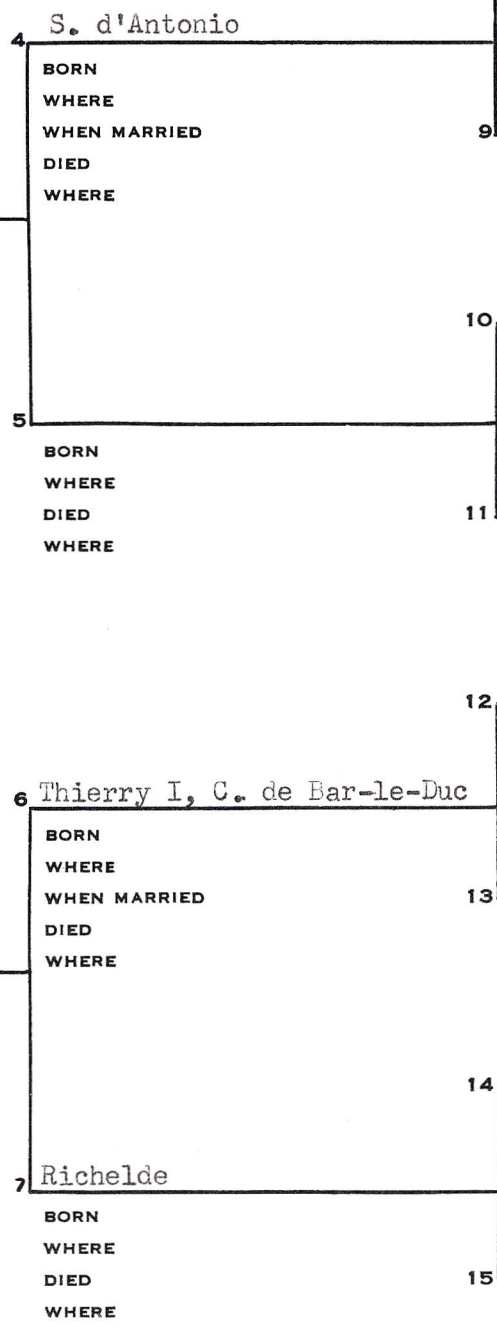 S. d'Antonio
4
BORN
WHERE
WHEN MARRIED
9
DIED
WHERE
10
5
BORN
WHERE
DIED
11
WHERE
12
6 Thierry I, C. de Bar-le-Duc
BORN
WHERE
WHEN MARRIED
13
DIED
WHERE
14
7 Richelde
BORN
WHERE
DIED
15
WHERE